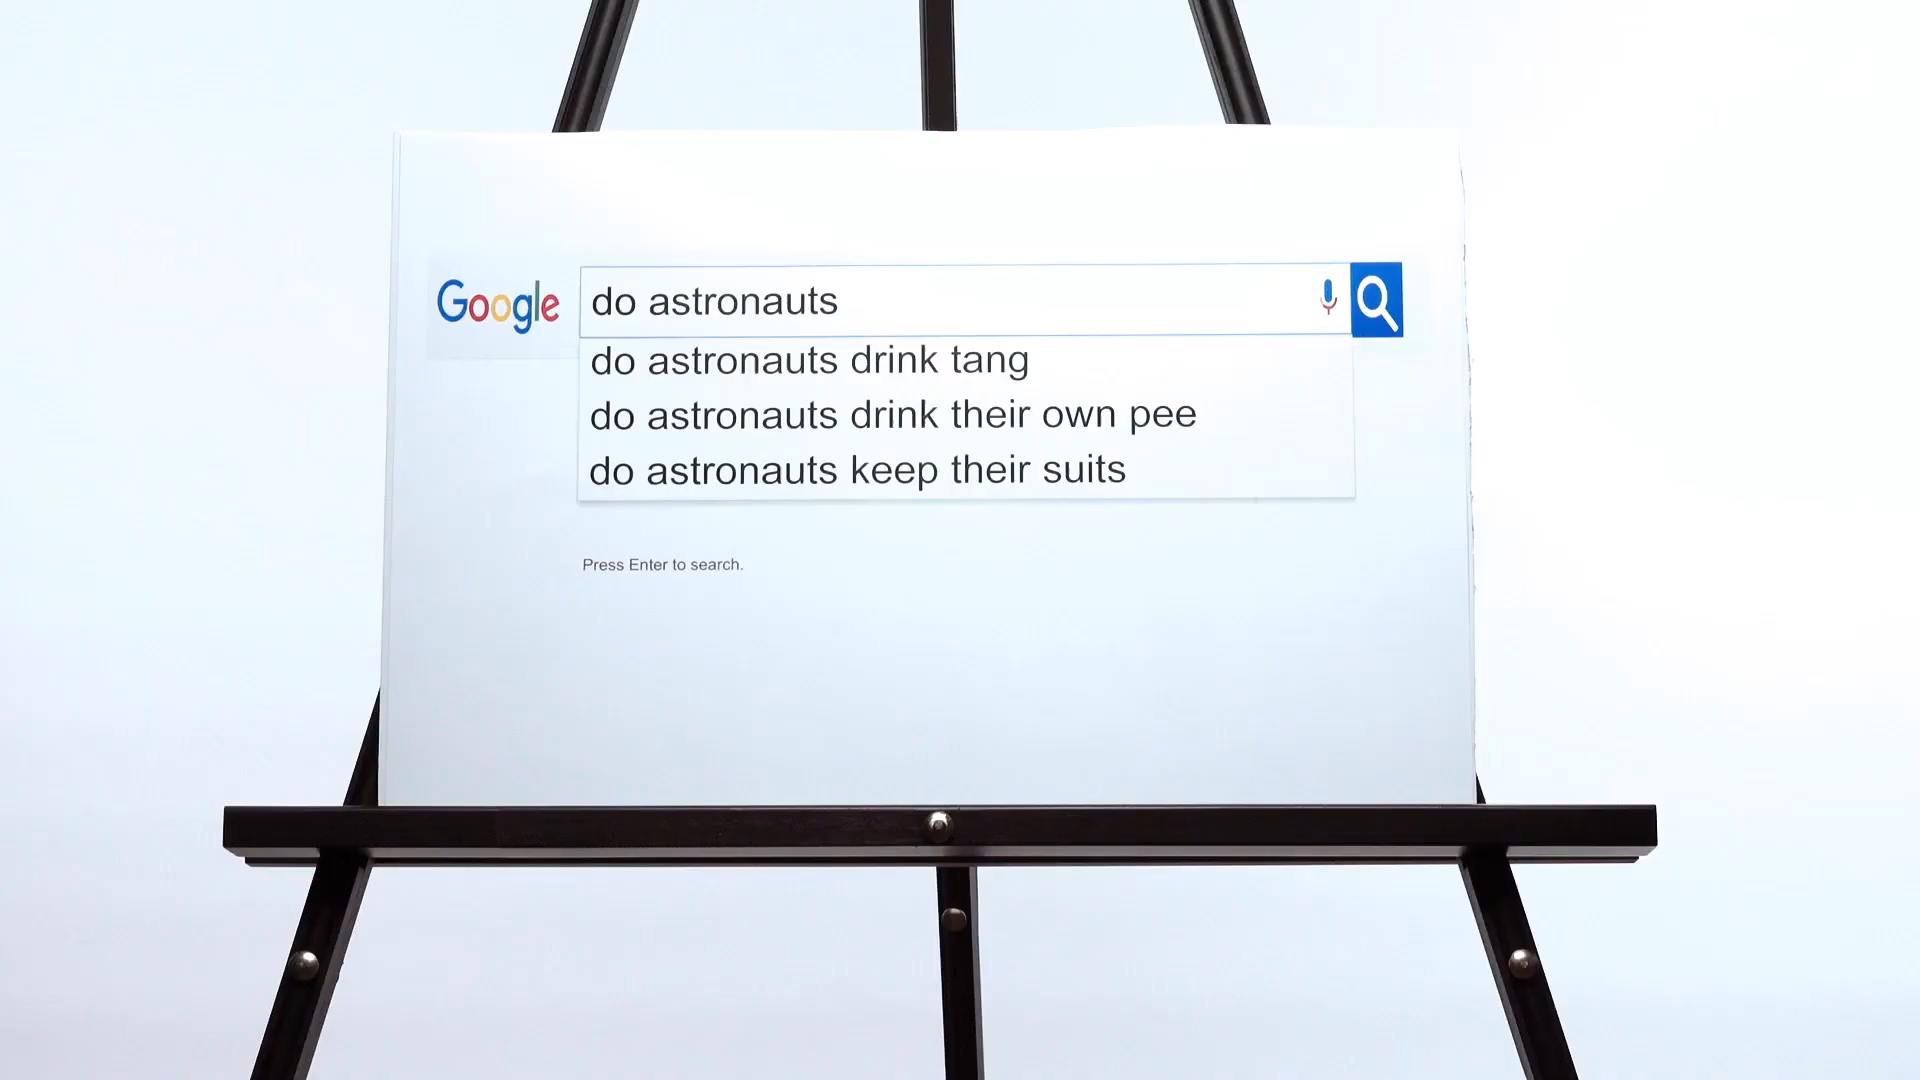 Google do astronauts
do astronauts drink tang
do astronauts drink their own pee
do astronauts keep their suits
Press Enter to search.